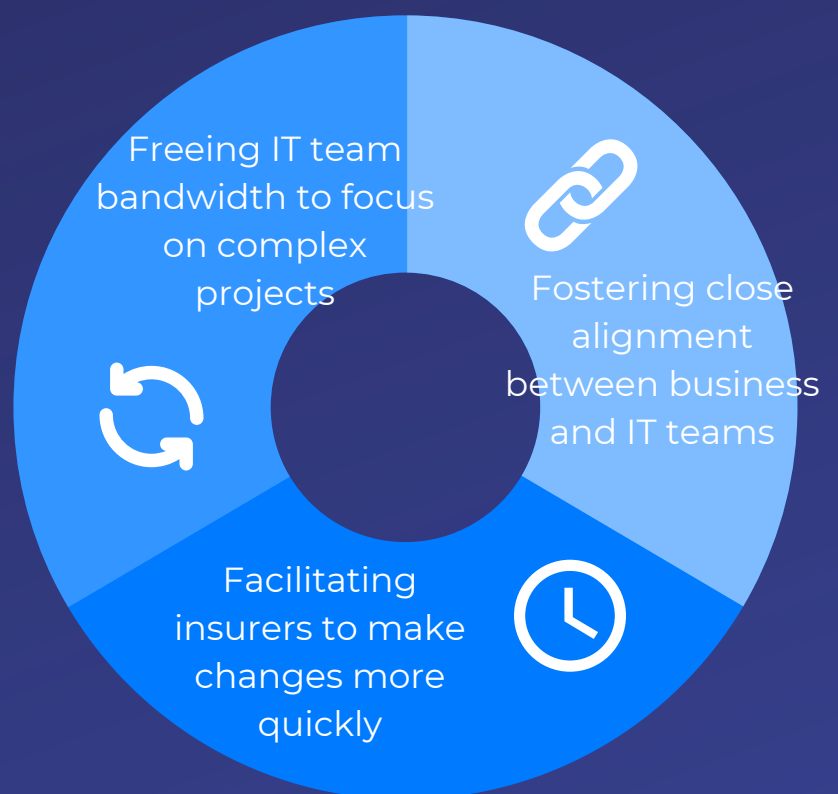 Freeing IT team
bandwidth to focus
on complex
projects
Fostering close
alignment
between business
and IT teams
Facilitating
insurers to make
changes more
quickly